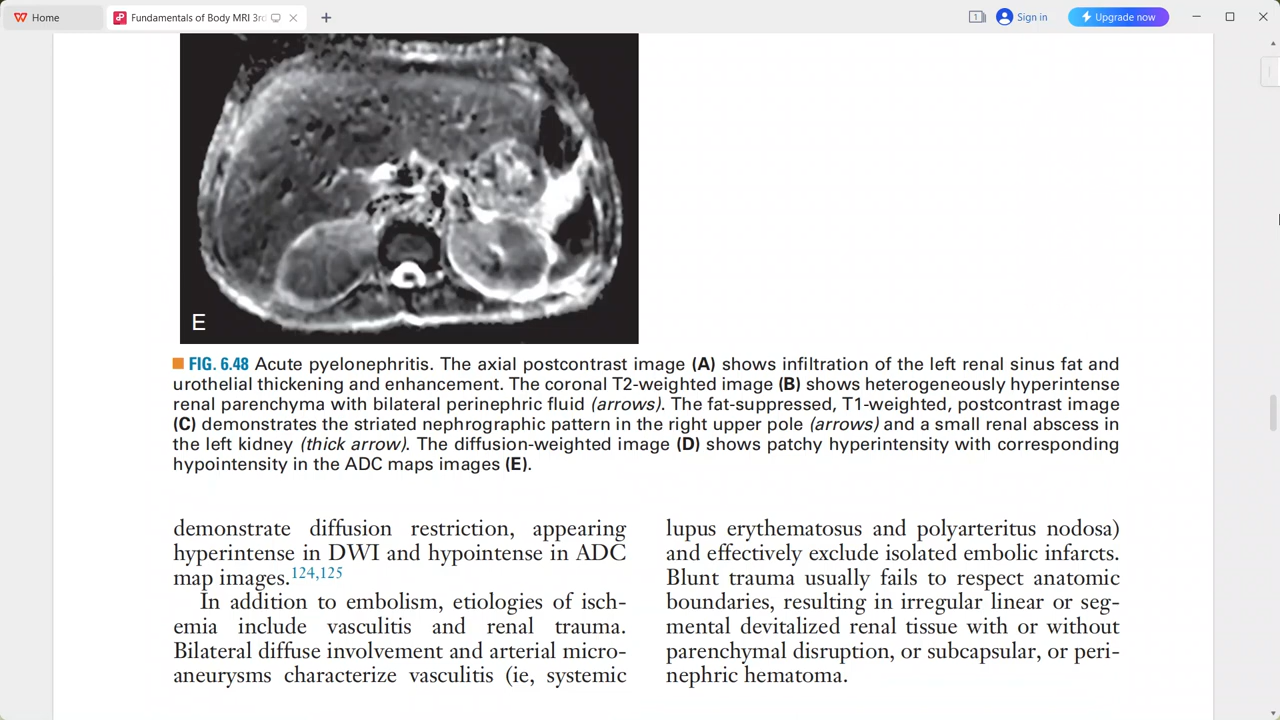 Home
Fundamentals of Body MRI 3rd
1
Sign in
Upgrade now
E
FIG. 6.48 Acute pyelonephritis. The axial postcontrast image (A) shows infiltration of the left renal sinus fat and
urothelial thickening and enhancement. The coronal T2-weighted image (B) shows heterogeneously hyperintense
renal parenchyma with bilateral perinephric fluid (arrows). The fat-suppressed, T1-weighted, postcontrast image
(C) demonstrates the striated nephrographic pattern in the right upper pole (arrows) and a small renal abscess in
the left kidney (thick arrow). The diffusion-weighted image (D) shows patchy hyperintensity with corresponding
hypointensity in the ADC maps images (E).
demonstrate diffusion restriction, appearing
hyperintense in DWI and hypointense in ADC
map images.124,125
In addition to embolism, etiologies of isch-
emia include vasculitis and renal trauma.
Bilateral diffuse involvement and arterial micro-
aneurysms characterize vasculitis (ie, systemic
lupus erythematosus and polyarteritus nodosa)
and effectively exclude isolated embolic infarcts.
Blunt trauma usually fails to respect anatomic
boundaries, resulting in irregular linear or seg-
mental devitalized renal tissue with or without
parenchymal disruption, or subcapsular, or peri-
nephric hematoma.